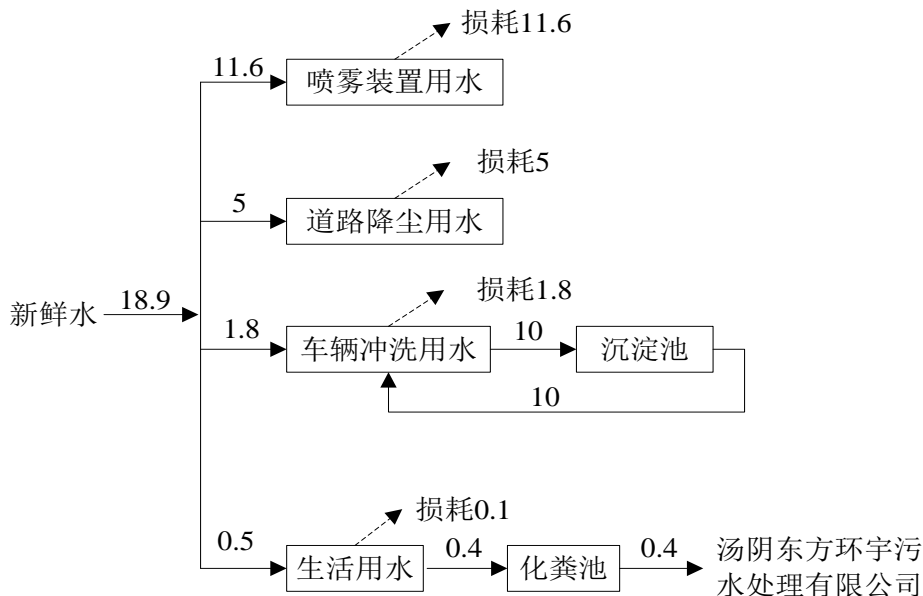 损耗11.6
11.6
喷雾装置用水
损耗5
5
道路降尘用水
新鲜水
18.9
损耗1.8
1.8
车辆冲洗用水
10
沉淀池
10
损耗0.1
0.5
生活用水
0.4
化粪池
0.4
汤阴东方环宇污
水处理有限公司